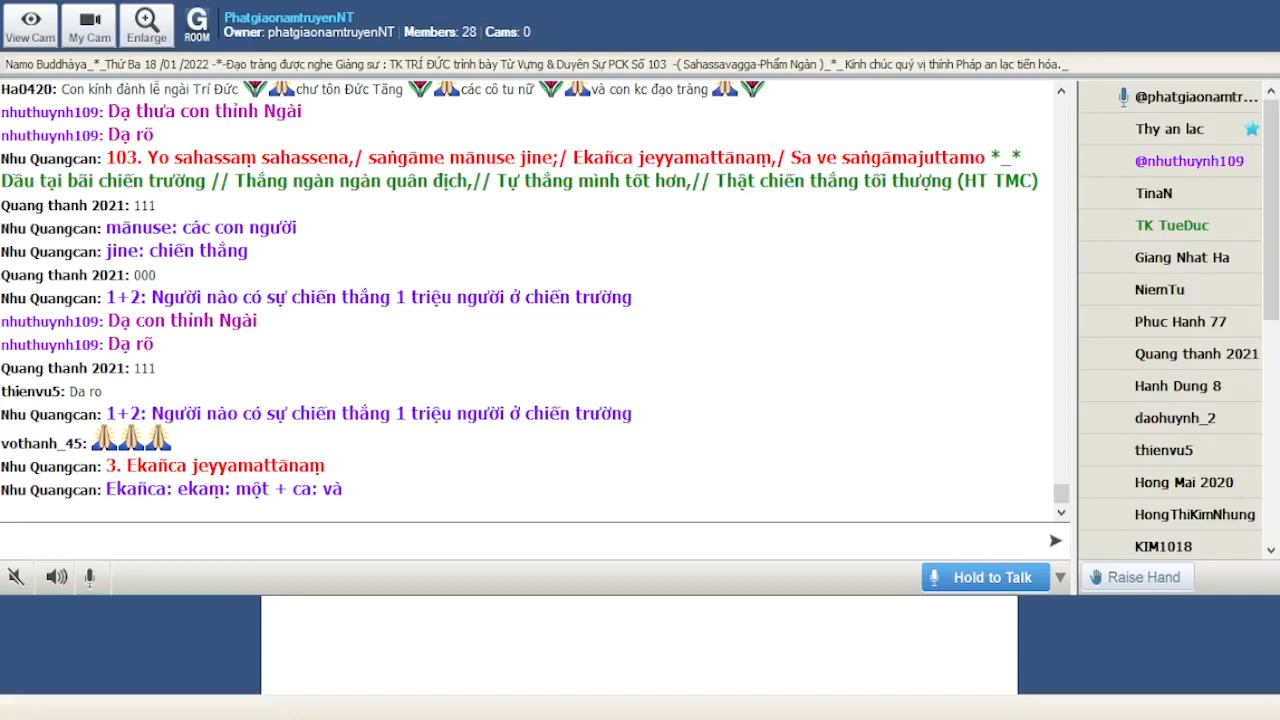 View Cam
My Cam
Enlarge
G
ROOM
PhatgiaonamtruyenNT
Owner: phatgiaonamtruyenNT | Members: 28 | Cams: 0
Namo Buddhàya_*_Thứ Ba 18 /01 /2022 -*-Đạo tràng được nghe Giảng sư : TK TRÍ ĐỨC trình bày Từ Vựng & Duyên Sự PCK Số 103 -( Sahassavagga-Phẩm Ngàn )_*_Kính chúc quý vị thính Pháp an lạc tiến hóa._
Ha0420: Con kính đảnh lễ ngài Trí Đức chư tôn Đức Tăng các cô tu nữ và con kc đạo tràng
nhuthuynh109: Dạ thưa con thỉnh Ngài
nhuthuynh109: Dạ rõ
Nhu Quangcan: 103. Yo sahassaṃ sahassena,/ saṅgāme mānuse jine;/ Ekañca jeyyamattānaṃ,/ Sa ve saṅgāmajuttamo *_*
Dầu tại bãi chiến trường // Thắng ngàn ngàn quân địch,// Tự thắng mình tốt hơn,// Thật chiến thắng tối thượng (HT TMC)
Quang thanh 2021: 111
Nhu Quangcan: mānuse: các con người
Nhu Quangcan: jine: chiến thắng
Quang thanh 2021: 000
Nhu Quangcan: 1+2: Người nào có sự chiến thắng 1 triệu người ở chiến trường
nhuthuynh109: Dạ con thỉnh Ngài
nhuthuynh109: Dạ rõ
Quang thanh 2021: 111
thienvu5: Da ro
Nhu Quangcan: 1+2: Người nào có sự chiến thắng 1 triệu người ở chiến trường
vothanh_45:
Nhu Quangcan: 3. Ekañca jeyyamattānaṃ
Nhu Quangcan: Ekañca: ekaṃ: một + ca: và
Hold to Talk
@phatgiaonamtr...
Thy an lac
@nhuthuynh109
TinaN
TK TueDuc
Giang Nhat Ha
NiemTu
Phuc Hanh 77
Quang thanh 2021
Hanh Dung 8
daohuynh_2
thienvu5
Hong Mai 2020
HongThiKimNhung
KIM1018
Raise Hand